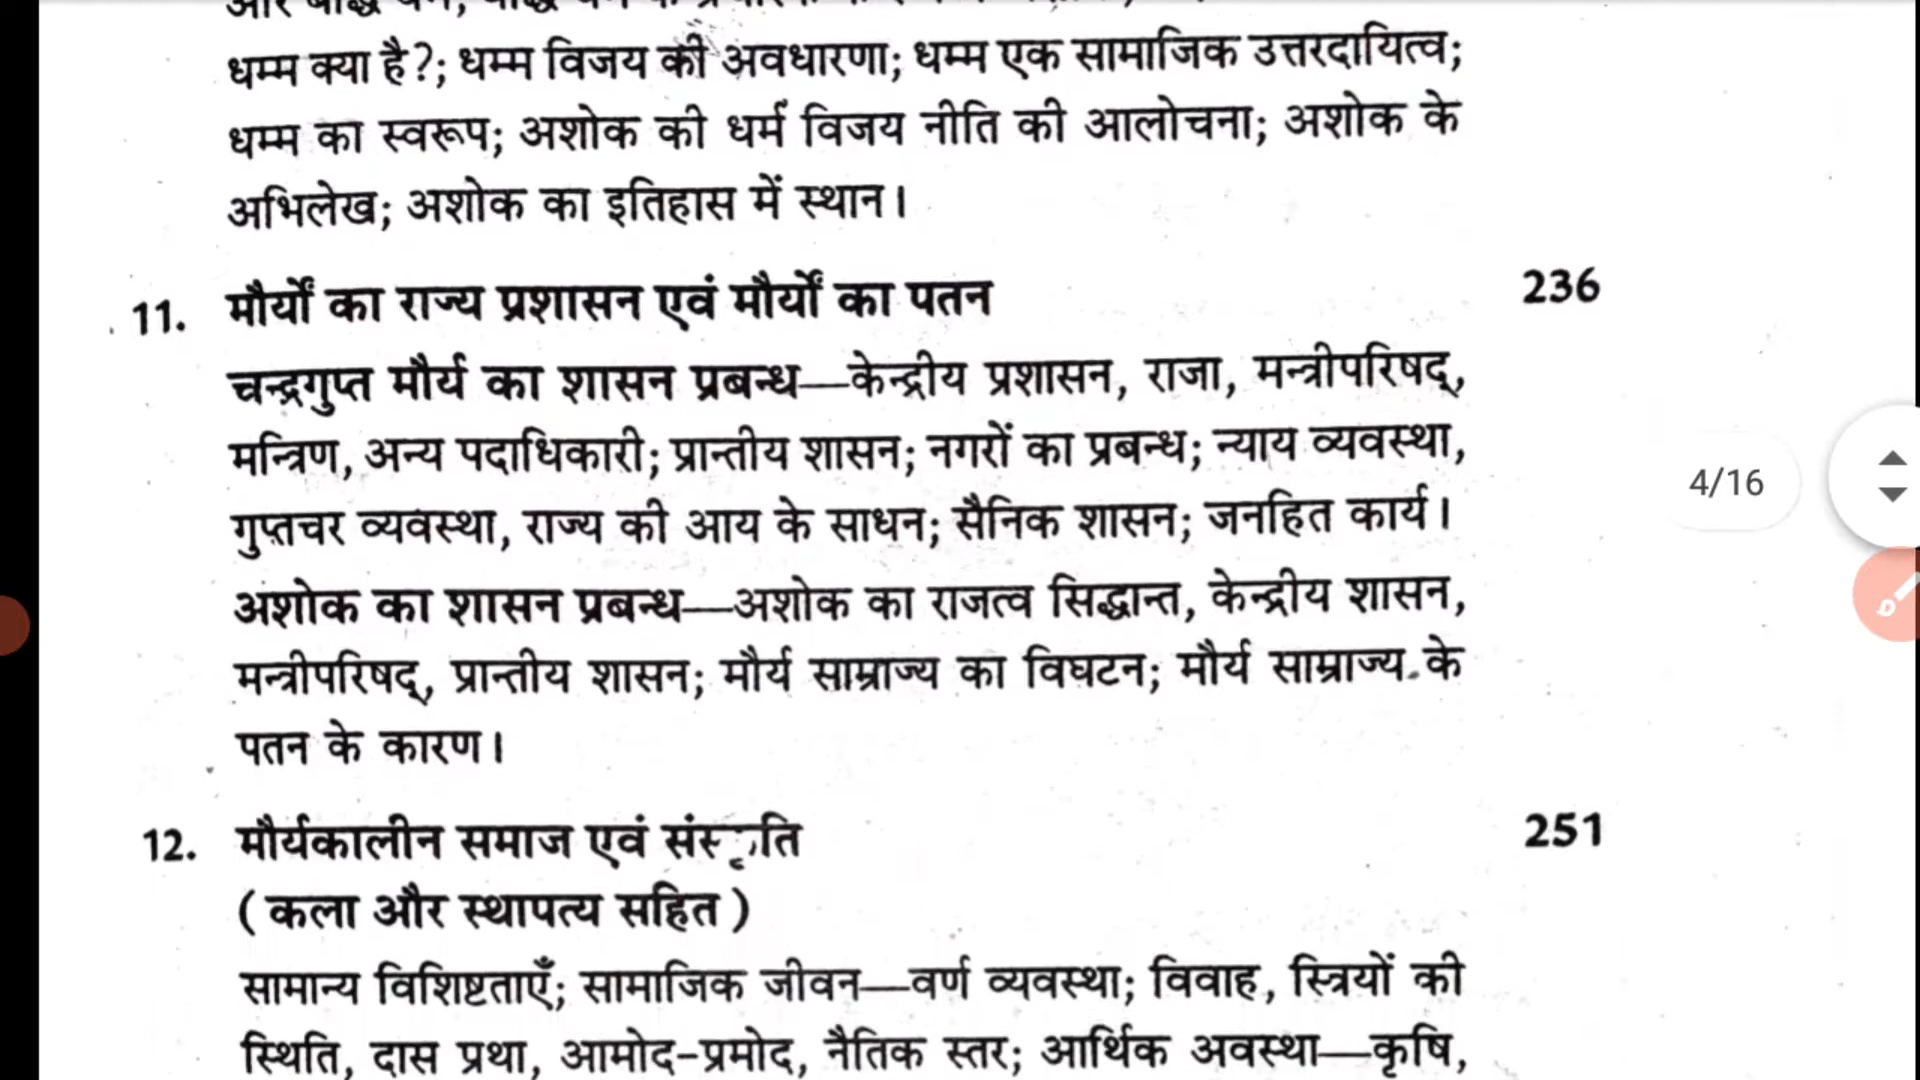 धम्म क्या है?; धम्म विजय की अवधारणा; धम्म एक सामाजिक उत्तरदायित्व;
धम्म का स्वरूप; अशोक की धर्म विजय नीति की आलोचना; अशोक के
अभिलेख; अशोक का इतिहास में स्थान।
11. मौर्यों का राज्य प्रशासन एवं मौर्यों का पतन 236
चन्द्रगुप्त मौर्य का शासन प्रबन्ध—केन्द्रीय प्रशासन, राजा, मन्त्रीपरिषद्,
मन्त्रिण, अन्य पदाधिकारी; प्रान्तीय शासन; नगरों का प्रबन्ध; न्याय व्यवस्था,
गुप्तचर व्यवस्था, राज्य की आय के साधन; सैनिक शासन; जनहित कार्य।
4/16
अशोक का शासन प्रबन्ध—अशोक का राजत्व सिद्धान्त, केन्द्रीय शासन,
मन्त्रीपरिषद्, प्रान्तीय शासन; मौर्य साम्राज्य का विघटन; मौर्य साम्राज्य के
पतन के कारण।
12. मौर्यकालीन समाज एवं संस्कृति 251
(कला और स्थापत्य सहित)
सामान्य विशिष्टताएँ; सामाजिक जीवन—वर्ण व्यवस्था; विवाह, स्त्रियों की
स्थिति, दास प्रथा, आमोद-प्रमोद, नैतिक स्तर; आर्थिक अवस्था—कृषि,